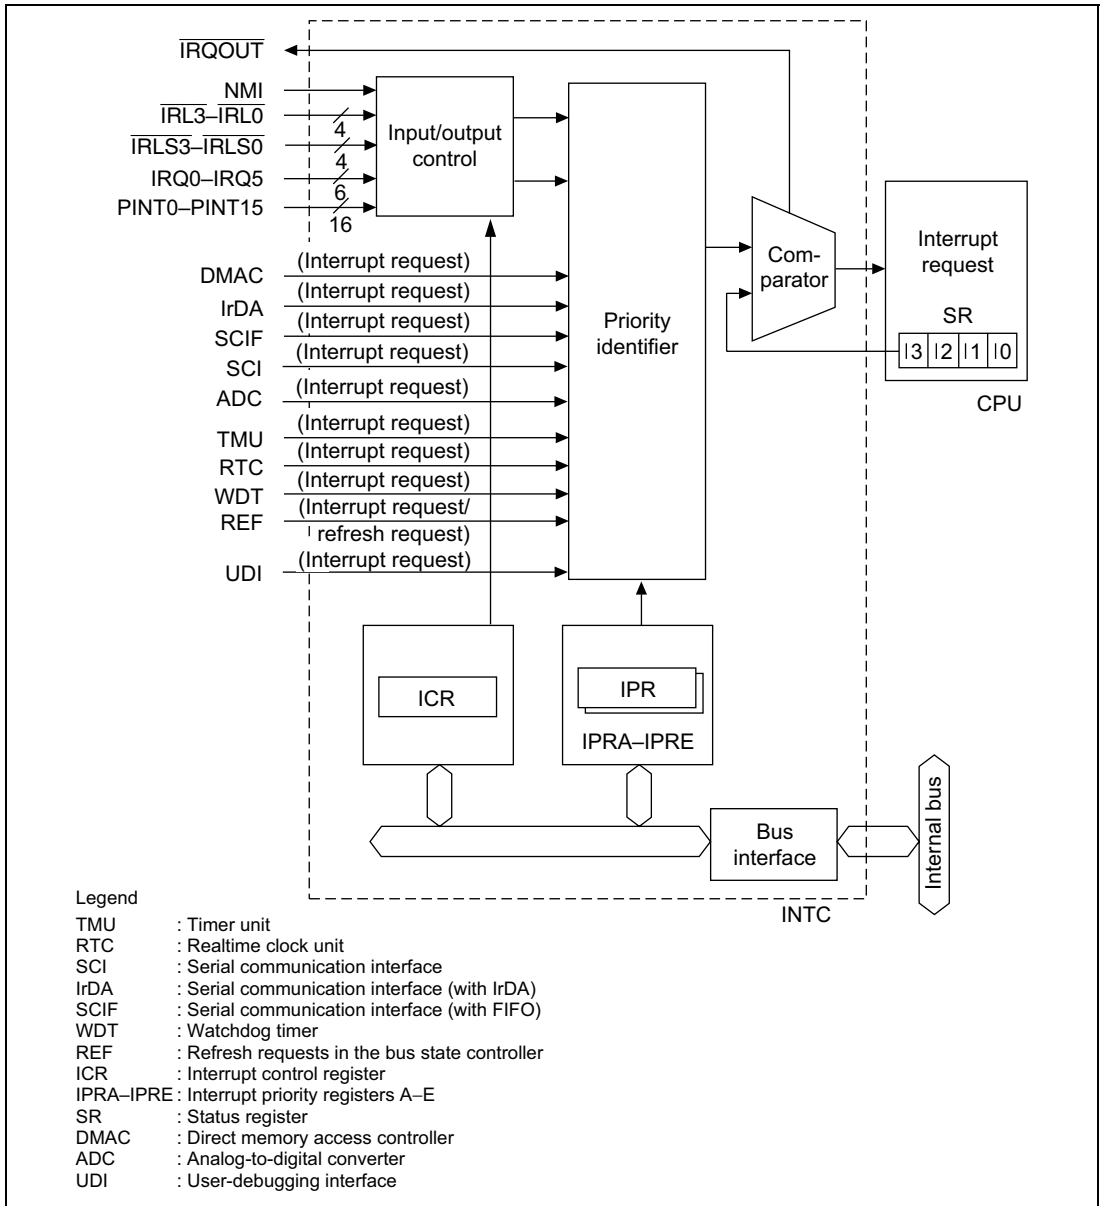 IRQOUT
NMI
IRL3–IRL0
4
IRLS3–IRLS0
4
IRQ0–IRQ5
6
PINT0–PINT15
16
Input/output
control
DMAC (Interrupt request)
IrDA (Interrupt request)
SCIF (Interrupt request)
SCI (Interrupt request)
ADC (Interrupt request)
TMU (Interrupt request)
RTC (Interrupt request)
WDT (Interrupt request)
REF (Interrupt request/
refresh request)
UDI (Interrupt request)
Priority
identifier
Com-
parator
Interrupt
request
SR
I3 I2 I1 I0
CPU
ICR
IPR
IPRA–IPRE
Bus
interface
Internal bus
INTC
Legend
TMU : Timer unit
RTC : Realtime clock unit
SCI : Serial communication interface
IrDA : Serial communication interface (with IrDA)
SCIF : Serial communication interface (with FIFO)
WDT : Watchdog timer
REF : Refresh requests in the bus state controller
ICR : Interrupt control register
IPRA–IPRE : Interrupt priority registers A–E
SR : Status register
DMAC : Direct memory access controller
ADC : Analog-to-digital converter
UDI : User-debugging interface